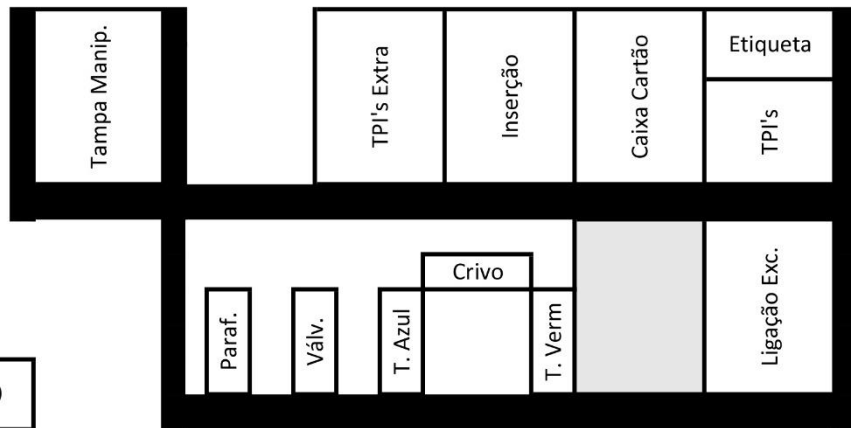 Tampa Manip.
TPI's Extra
Inserção
Caixa Cartão
Etiqueta
TPI's
Crivo
Paraf.
Válv.
T. Azul
T. Verm
Ligação Exc.